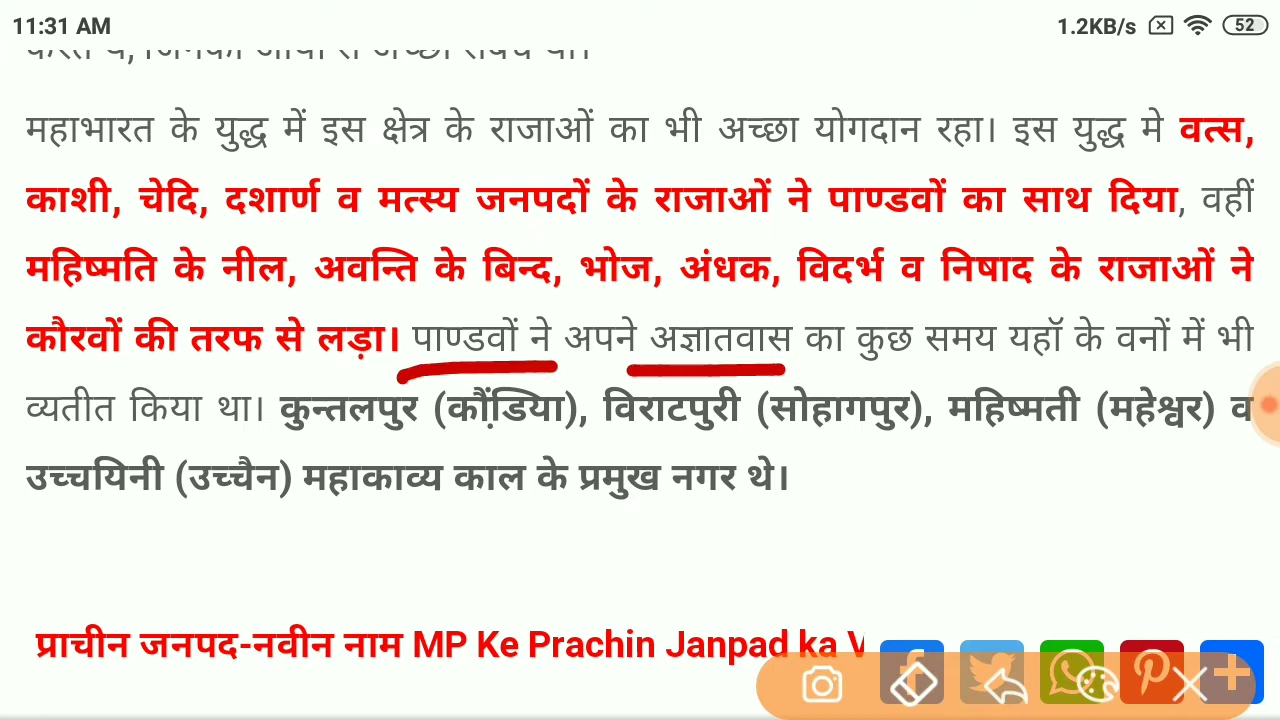 11:31 AM 1.2KB/s 52
महाभारत के युद्ध में इस क्षेत्र के राजाओं का भी अच्छा योगदान रहा। इस युद्ध मे वत्स,
काशी, चेदि, दशार्ण व मत्स्य जनपदों के राजाओं ने पाण्डवों का साथ दिया, वहीं
महिष्मति के नील, अवन्ति के बिन्द, भोज, अंधक, विदर्भ व निषाद के राजाओं ने
कौरवों की तरफ से लड़ा। पाण्डवों ने अपने अज्ञातवास का कुछ समय यहॉ के वनों में भी
व्यतीत किया था। कुन्तलपुर (कौंड़िया), विराटपुरी (सोहागपुर), महिष्मती (महेश्वर) व
उच्चयिनी (उच्चैन) महाकाव्य काल के प्रमुख नगर थे।
प्राचीन जनपद-नवीन नाम MP Ke Prachin Janpad ka